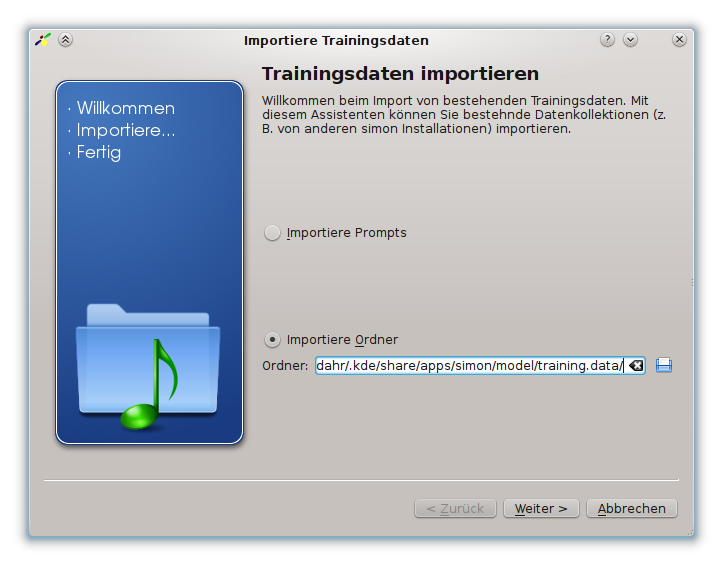 Importiere Trainingsdaten
· Willkommen
· Importiere...
· Fertig
Trainingsdaten importieren
Willkommen beim Import von bestehenden Trainingsdaten. Mit
diesem Assistenten können Sie bestehnde Datenkollektionen (z.
B. von anderen simon Installationen) importieren.
Importiere Prompts
Importiere Ordner
Ordner: dahr/.kde/share/apps/simon/model/training.data/
< Zurück Weiter > Abbrechen